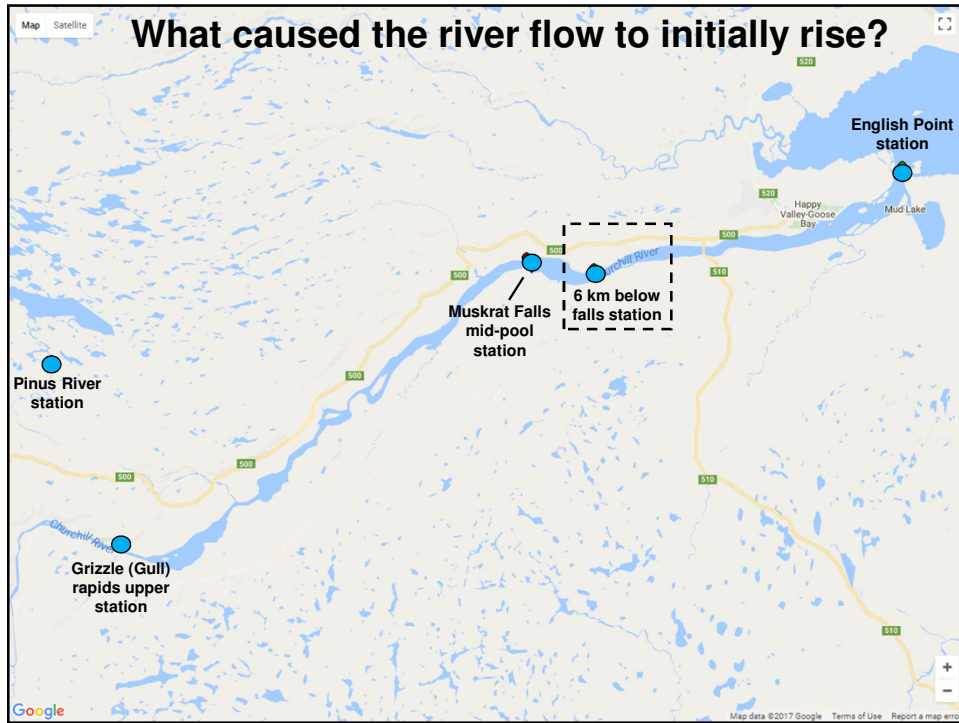 Map Satellite
What caused the river flow to initially rise?
520
English Point
station
520
Happy
Valley-Goose
Bay
Mud Lake
500
500
Churchill River
510
500
6 km below
falls station
Muskrat Falls
mid-pool
station
Pinus River
station
500
500
500
510
Churchill River
Grizzle (Gull)
rapids upper
station
510
+
−
Google
Map data ©2017 Google Terms of Use Report a map erro